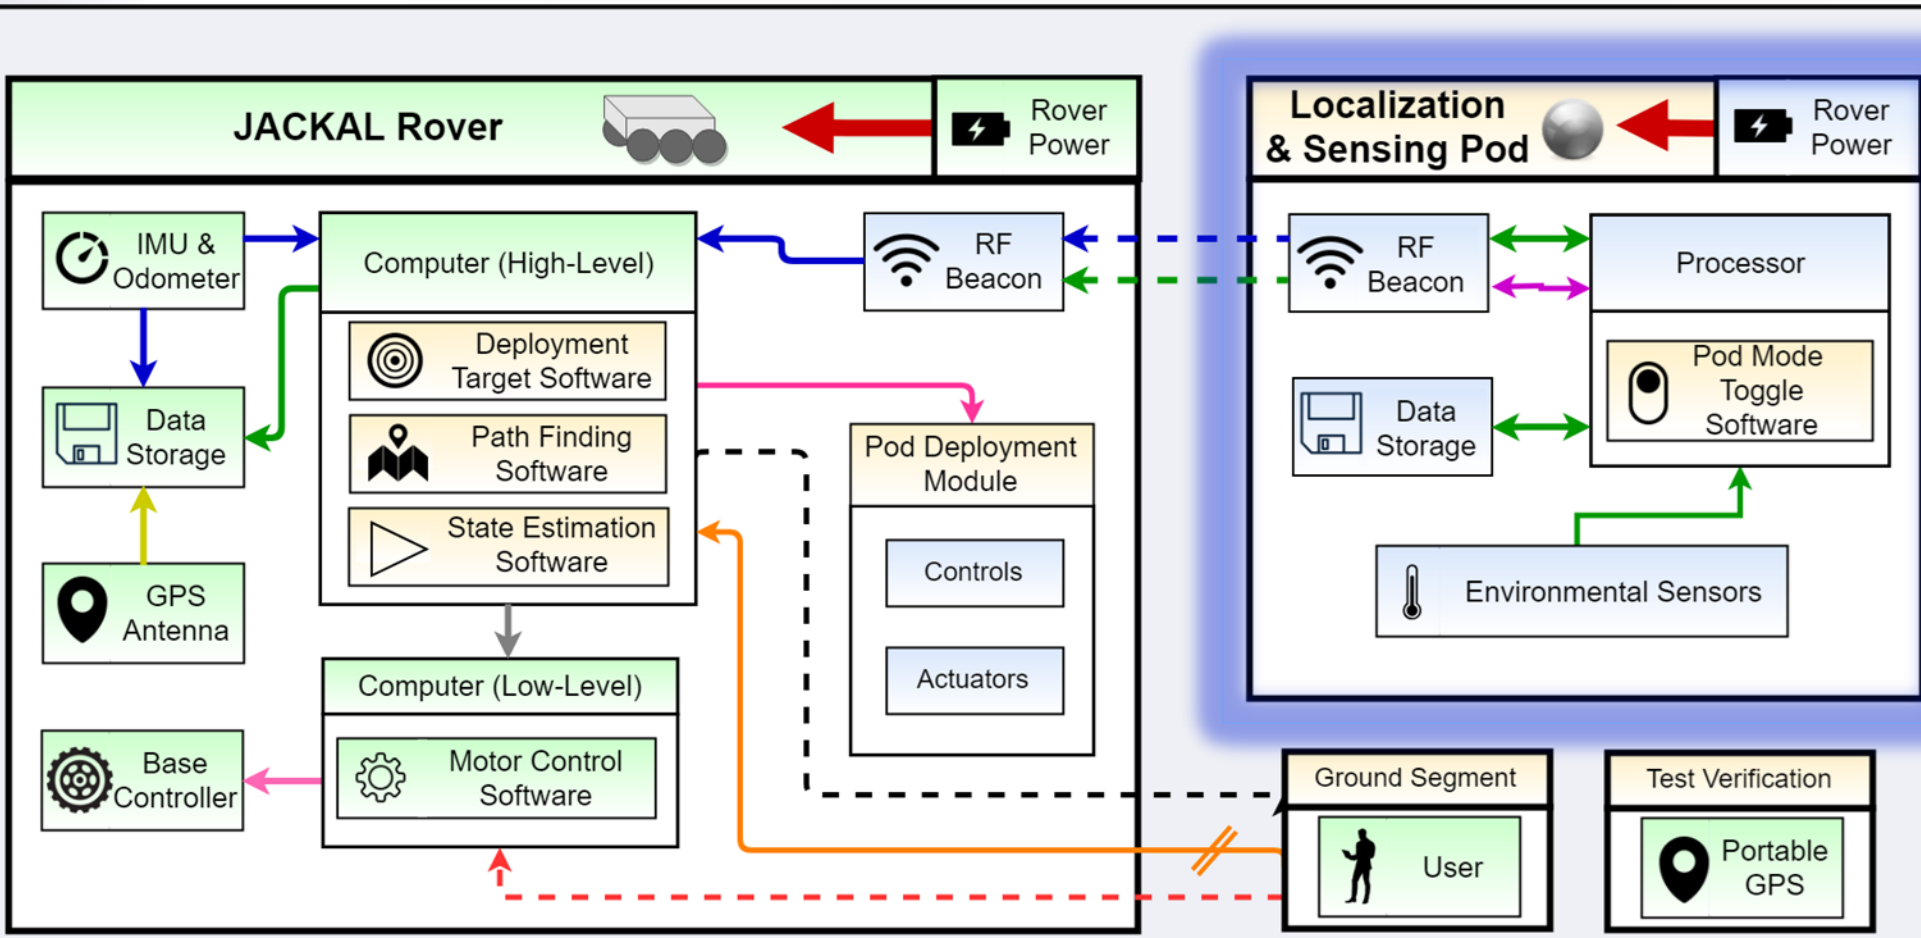 JACKAL Rover
Rover
Power
IMU &
Odometer
Computer (High-Level)
RF
Beacon
Deployment
Target Software
Data
Storage
Path Finding
Software
Pod Deployment
Module
State Estimation
Software
Controls
GPS
Antenna
Actuators
Computer (Low-Level)
Base
Controller
Motor Control
Software
Localization
& Sensing Pod
Rover
Power
RF
Beacon
Processor
Pod Mode
Toggle
Software
Data
Storage
Environmental Sensors
Ground Segment
User
Test Verification
Portable
GPS